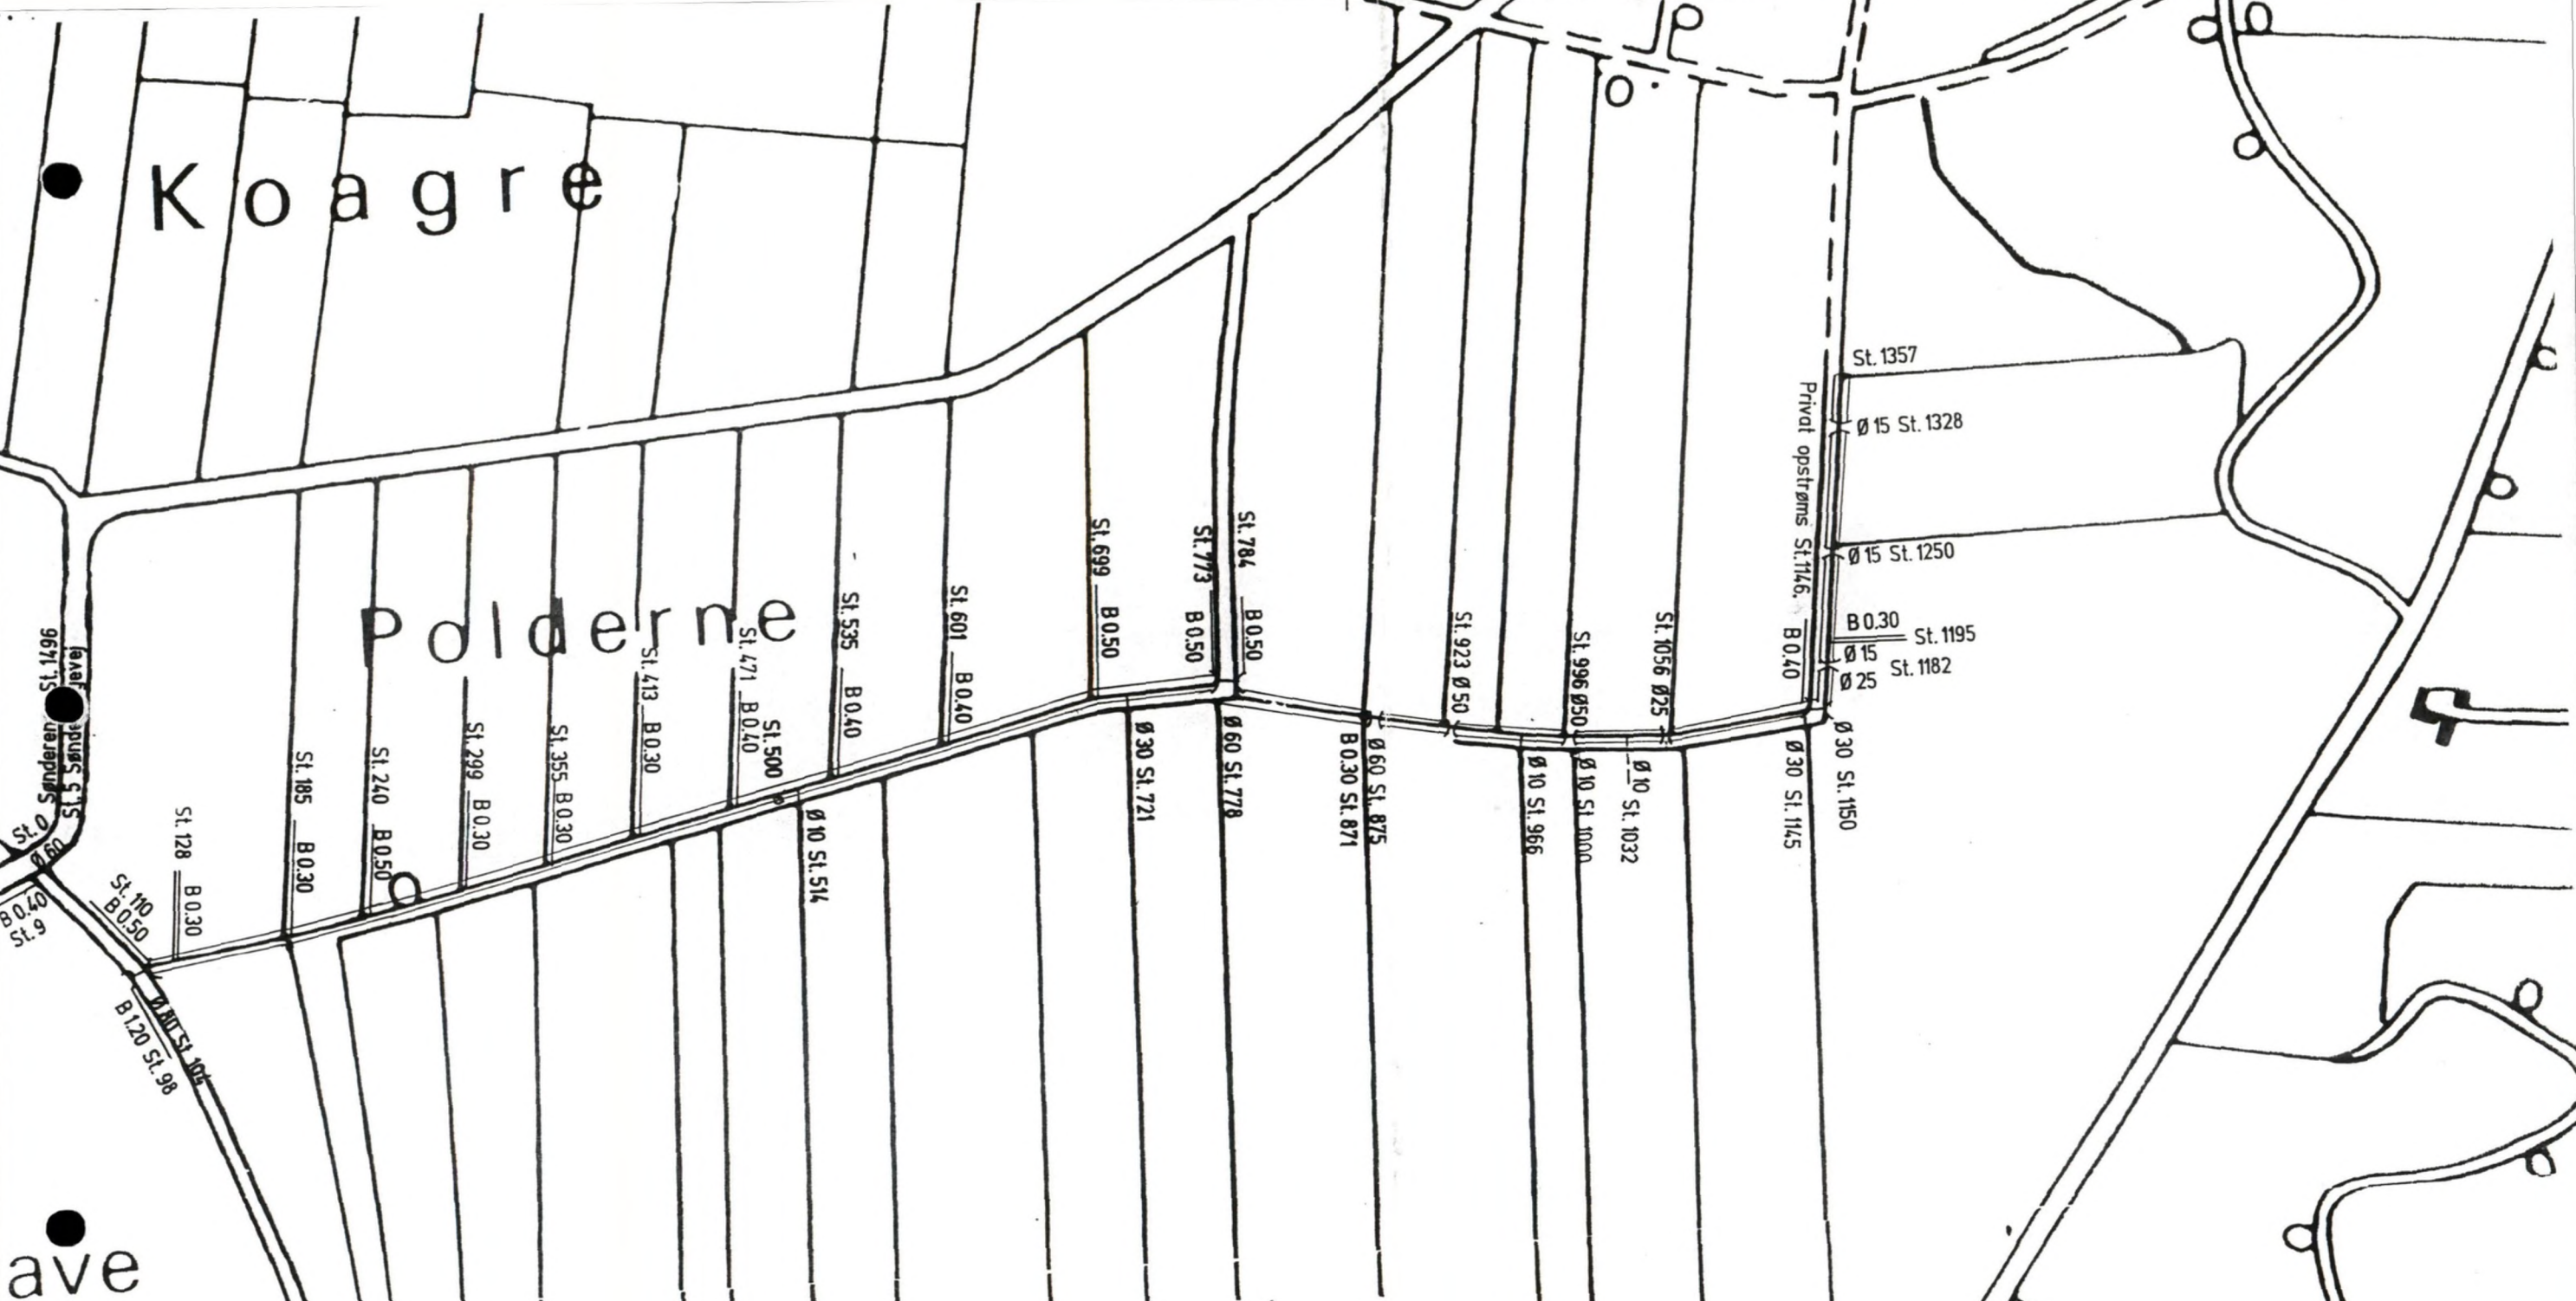 Koagre
Polderne
ave
St. 0
Ø 60
B 0.40
St. 9
St. 110
B 0.50
Ø 80 St. 104
B 1.20 St. 98
St. 128 B 0.30
St. 185 B 0.30
St. 240 B 0.50
St. 299 B 0.30
St. 355 B 0.30
St. 413 B 0.30
St. 471 B 0.40
St. 500
Ø 10 St. 514
St. 535 B 0.40
St. 601 B 0.40
St. 699 B 0.50
Ø 30 St. 721
St. 773 B 0.50
Ø 60 St. 778
St. 784 B 0.50
B 0.30 St. 871
Ø 60 St. 875
St. 923 Ø 50
Ø 10 St. 966
St. 996 Ø50
Ø 10 St. 1000
Ø 10 St. 1032
St. 1056 Ø25
Ø 30 St. 1145
Ø 30 St. 1150
Privat opstrøms St.1146.
B 0.40
St. 1357
Ø 15 St. 1328
Ø 15 St. 1250
B 0.30 St. 1195
Ø 15
St. 1182
Ø 25
St. 1496